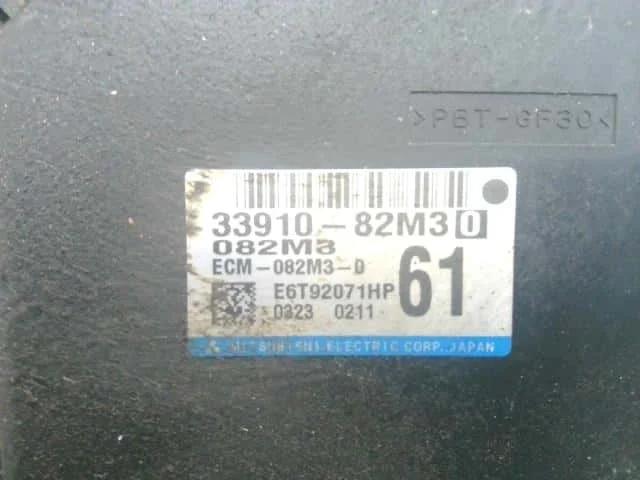 >PBT-GF30<
33910-82M30
082M3
ECM-082M3-D
61
E6T92071HP
0323 0211
MITSUBISHI ELECTRIC CORP., JAPAN